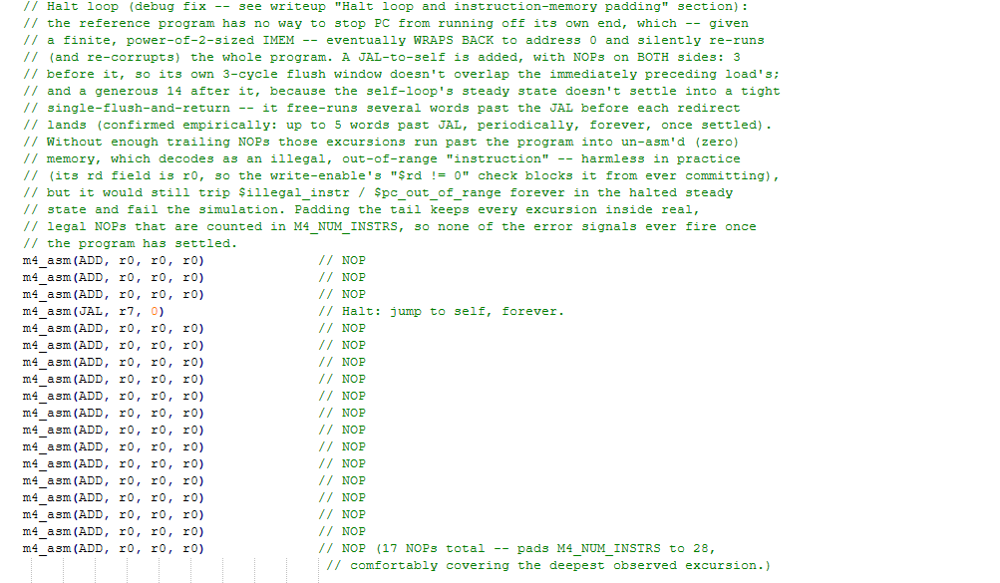 // Halt loop (debug fix -- see writeup "Halt loop and instruction-memory padding" section):
// the reference program has no way to stop PC from running off its own end, which -- given
// a finite, power-of-2-sized IMEM -- eventually WRAPS BACK to address 0 and silently re-runs
// (and re-corrupts) the whole program. A JAL-to-self is added, with NOPs on BOTH sides: 3
// before it, so its own 3-cycle flush window doesn't overlap the immediately preceding load's;
// and a generous 14 after it, because the self-loop's steady state doesn't settle into a tight
// single-flush-and-return -- it free-runs several words past the JAL before each redirect
// lands (confirmed empirically: up to 5 words past JAL, periodically, forever, once settled).
// Without enough trailing NOPs those excursions run past the program into un-asm'd (zero)
// memory, which decodes as an illegal, out-of-range "instruction" -- harmless in practice
// (its rd field is r0, so the write-enable's "$rd != 0" check blocks it from ever committing),
// but it would still trip $illegal_instr / $pc_out_of_range forever in the halted steady
// state and fail the simulation. Padding the tail keeps every excursion inside real,
// legal NOPs that are counted in M4_NUM_INSTRS, so none of the error signals ever fire once
// the program has settled.
m4_asm(ADD, r0, r0, r0) // NOP
m4_asm(ADD, r0, r0, r0) // NOP
m4_asm(ADD, r0, r0, r0) // NOP
m4_asm(JAL, r7, 0) // Halt: jump to self, forever.
m4_asm(ADD, r0, r0, r0) // NOP
m4_asm(ADD, r0, r0, r0) // NOP
m4_asm(ADD, r0, r0, r0) // NOP
m4_asm(ADD, r0, r0, r0) // NOP
m4_asm(ADD, r0, r0, r0) // NOP
m4_asm(ADD, r0, r0, r0) // NOP
m4_asm(ADD, r0, r0, r0) // NOP
m4_asm(ADD, r0, r0, r0) // NOP
m4_asm(ADD, r0, r0, r0) // NOP
m4_asm(ADD, r0, r0, r0) // NOP
m4_asm(ADD, r0, r0, r0) // NOP
m4_asm(ADD, r0, r0, r0) // NOP
m4_asm(ADD, r0, r0, r0) // NOP
m4_asm(ADD, r0, r0, r0) // NOP (17 NOPs total -- pads M4_NUM_INSTRS to 28,
// comfortably covering the deepest observed excursion.)